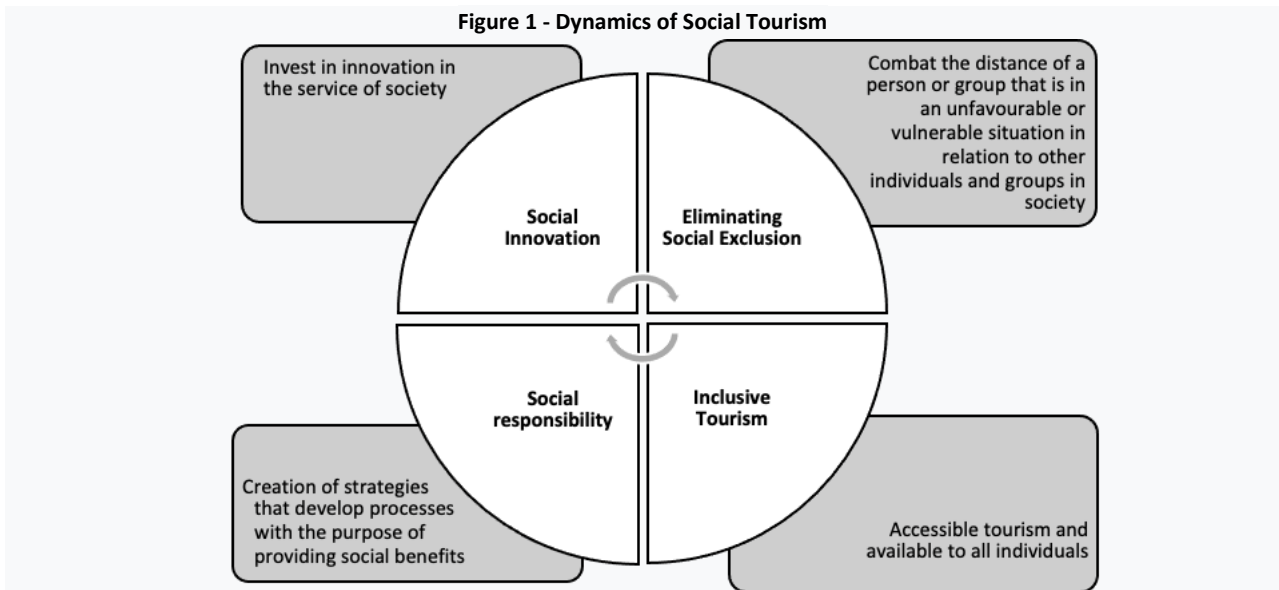 Figure 1 - Dynamics of Social Tourism
Invest in innovation in
the service of society
Combat the distance of a
person or group that is in
an unfavourable or
vulnerable situation in
relation to other
individuals and groups in
society
Social
Innovation
Eliminating
Social Exclusion
Social
responsibility
Inclusive
Tourism
Creation of strategies
that develop processes
with the purpose of
providing social benefits
Accessible tourism and
available to all individuals